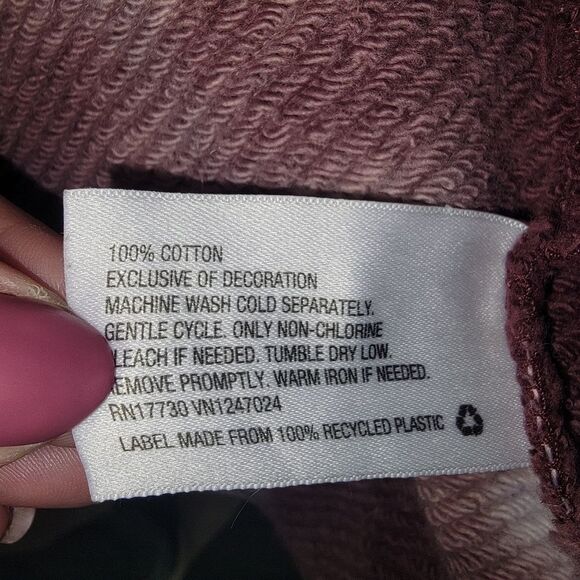 100% COTTON
EXCLUSIVE OF DECORATION
MACHINE WASH COLD SEPARATELY.
GENTLE CYCLE. ONLY NON-CHLORINE
LEACH IF NEEDED. TUMBLE DRY LOW.
EMOVE PROMPTLY. WARM IRON IF NEEDED.
RN17730 VN1247024
LABEL MADE FROM 100% RECYCLED PLASTIC